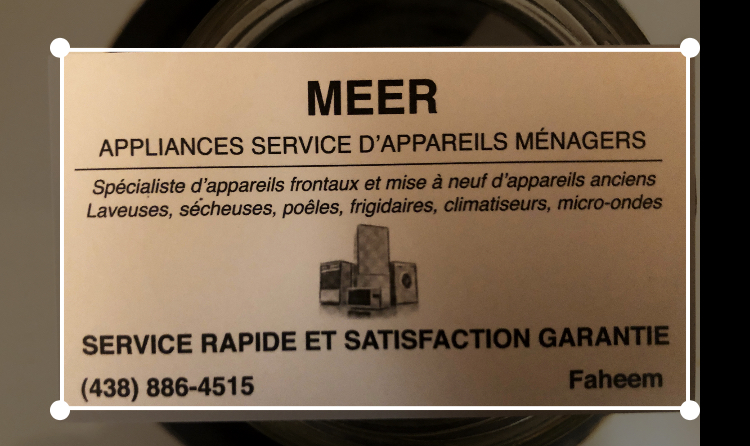 MEER
APPLIANCES SERVICE D'APPAREILS MÉNAGERS
Spécialiste d'appareils frontaux et mise à neuf d'appareils anciens
Laveuses, sécheuses, poêles, frigidaires, climatiseurs, micro-ondes
SERVICE RAPIDE ET SATISFACTION GARANTIE
(438) 886-4515 Faheem